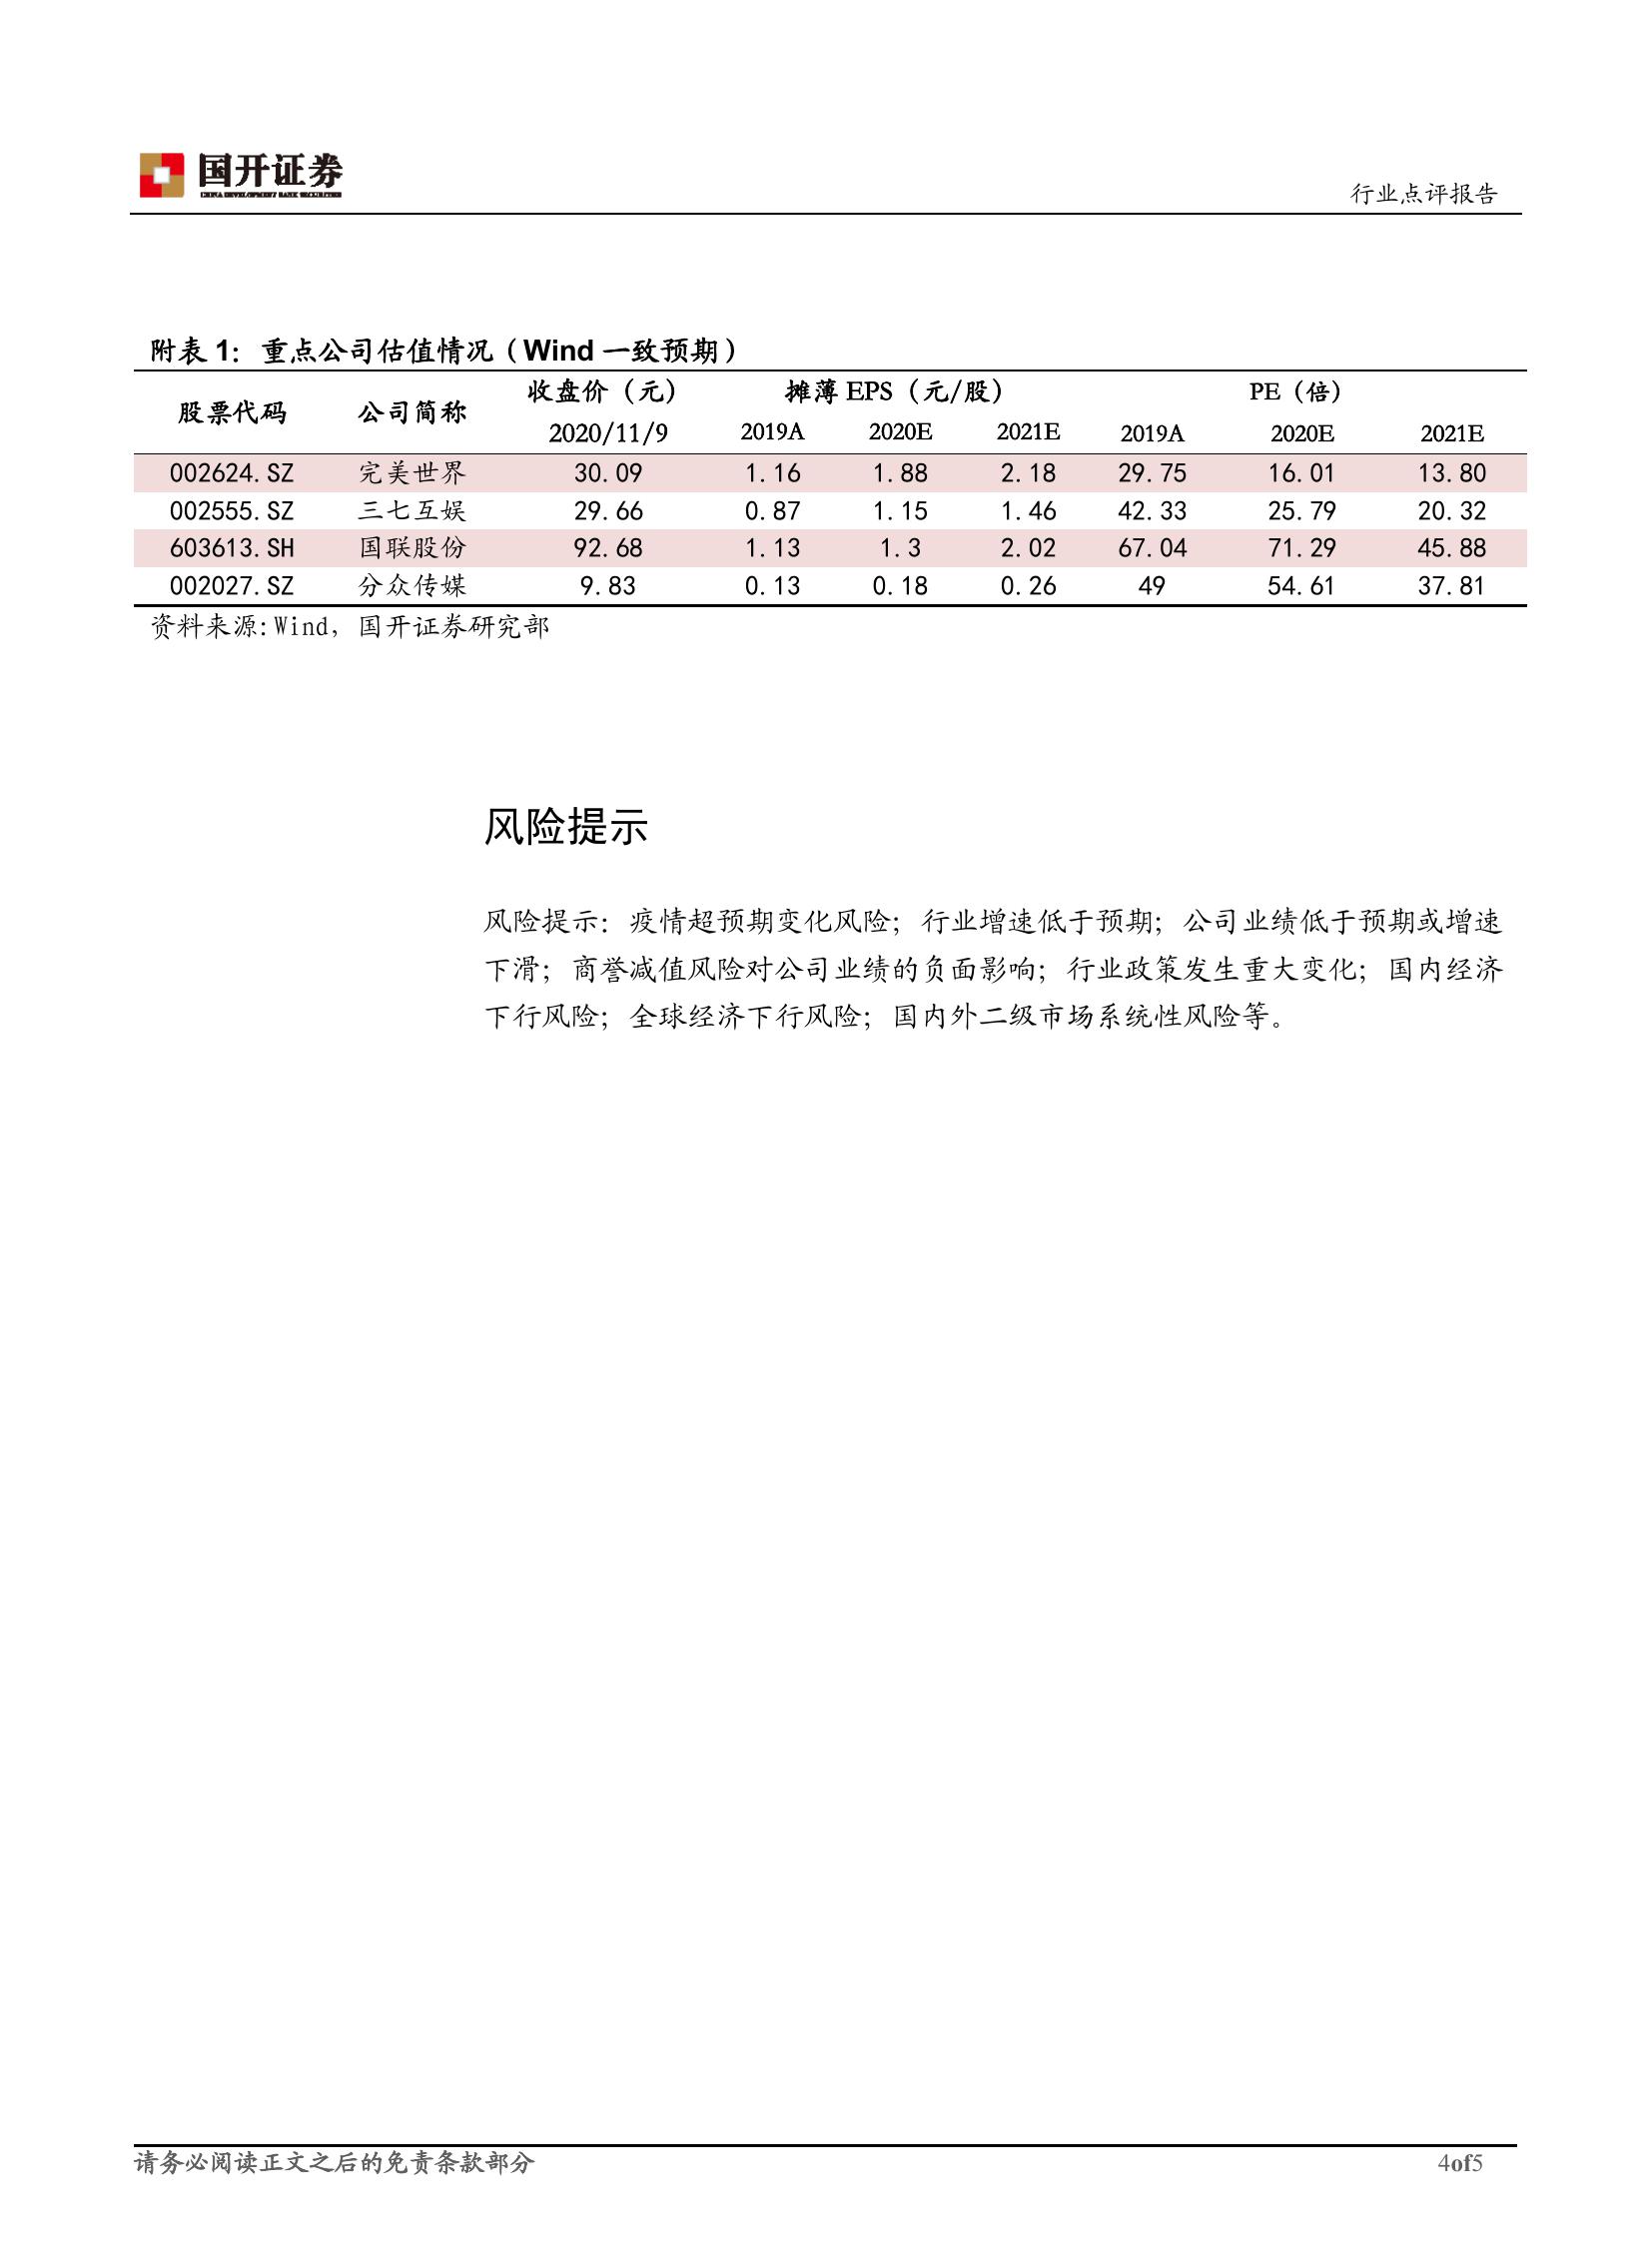 国开证券
CHINA DEVELOPMENT BANK SECURITIES
行业点评报告
附表 1：重点公司估值情况（Wind 一致预期）
股票代码 公司简称 收盘价（元） 摊薄 EPS（元/股） PE（倍）
2020/11/9 2019A 2020E 2021E 2019A 2020E 2021E
002624.SZ 完美世界 30.09 1.16 1.88 2.18 29.75 16.01 13.80
002555.SZ 三七互娱 29.66 0.87 1.15 1.46 42.33 25.79 20.32
603613.SH 国联股份 92.68 1.13 1.3 2.02 67.04 71.29 45.88
002027.SZ 分众传媒 9.83 0.13 0.18 0.26 49 54.61 37.81
资料来源:Wind，国开证券研究部
风险提示
风险提示：疫情超预期变化风险；行业增速低于预期；公司业绩低于预期或增速
下滑；商誉减值风险对公司业绩的负面影响；行业政策发生重大变化；国内经济
下行风险；全球经济下行风险；国内外二级市场系统性风险等。
请务必阅读正文之后的免责条款部分 4of5